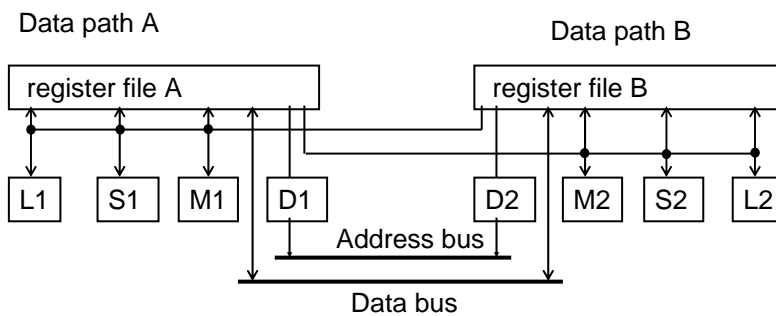 Data path A
Data path B
register file A
register file B
L1
S1
M1
D1
D2
M2
S2
L2
Address bus
Data bus